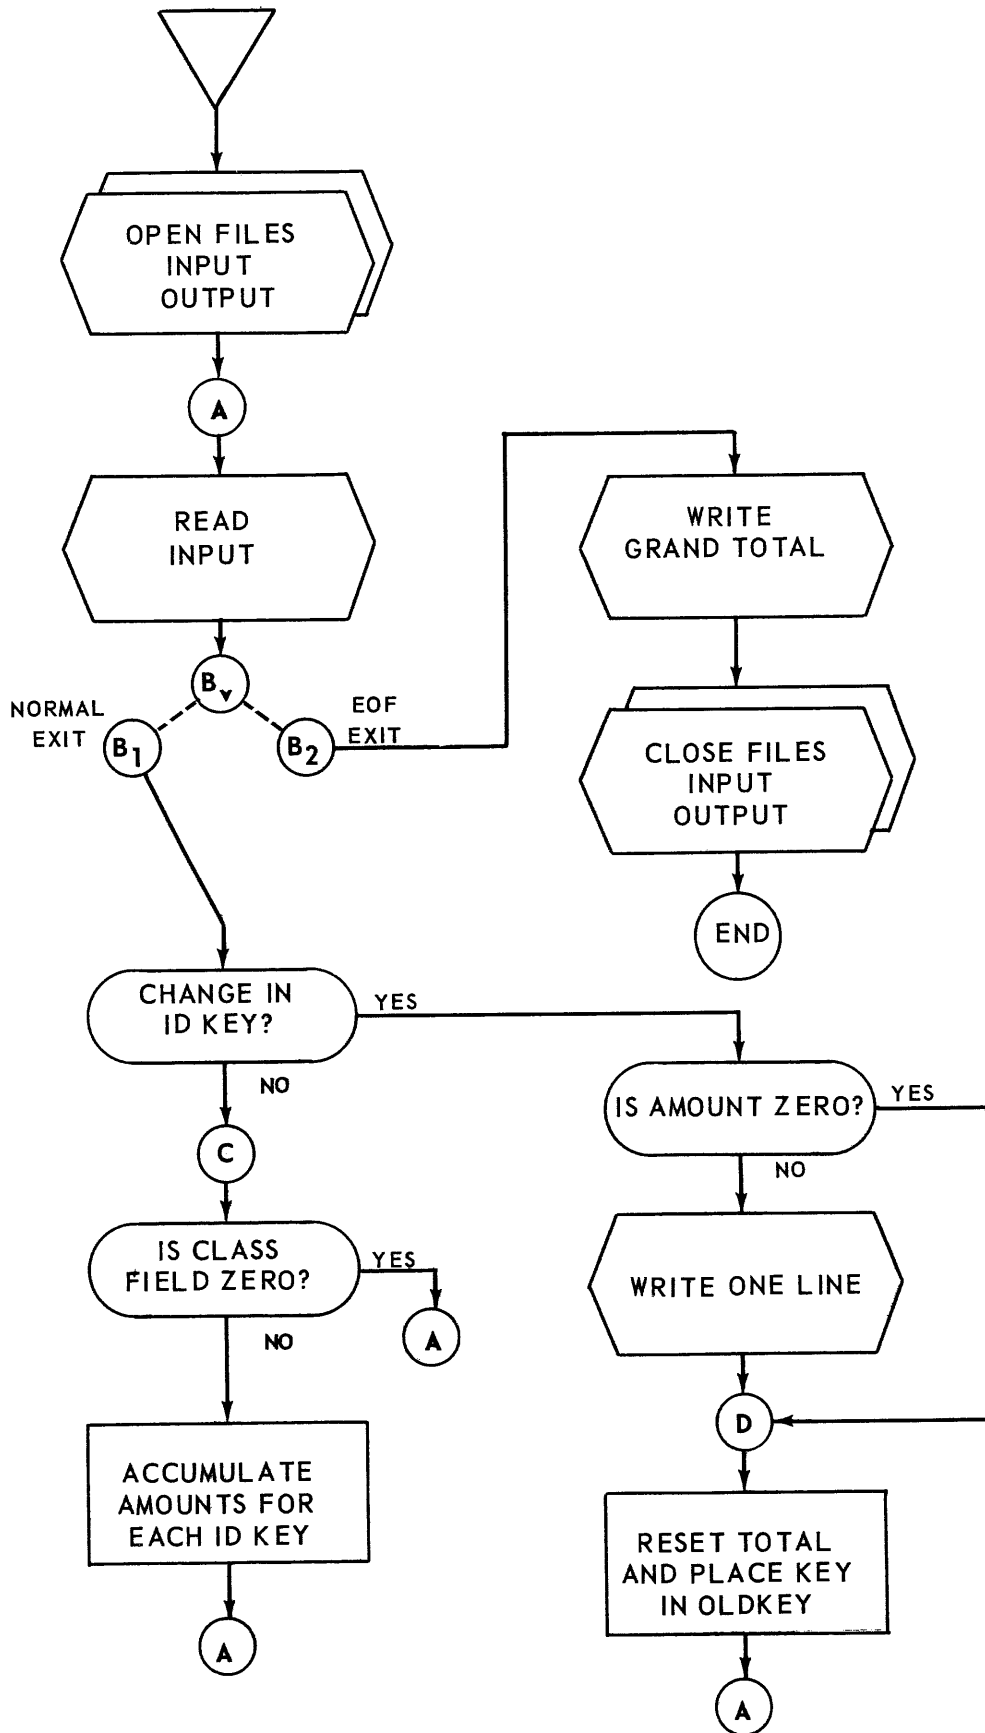 OPEN FILES
INPUT
OUTPUT
A
READ
INPUT
Bv
NORMAL
EXIT
B1
B2
EOF
EXIT
WRITE
GRAND TOTAL
CLOSE FILES
INPUT
OUTPUT
END
CHANGE IN
ID KEY?
YES
NO
C
IS CLASS
FIELD ZERO?
YES
A
NO
ACCUMULATE
AMOUNTS FOR
EACH ID KEY
A
IS AMOUNT ZERO?
YES
NO
WRITE ONE LINE
D
RESET TOTAL
AND PLACE KEY
IN OLDKEY
A